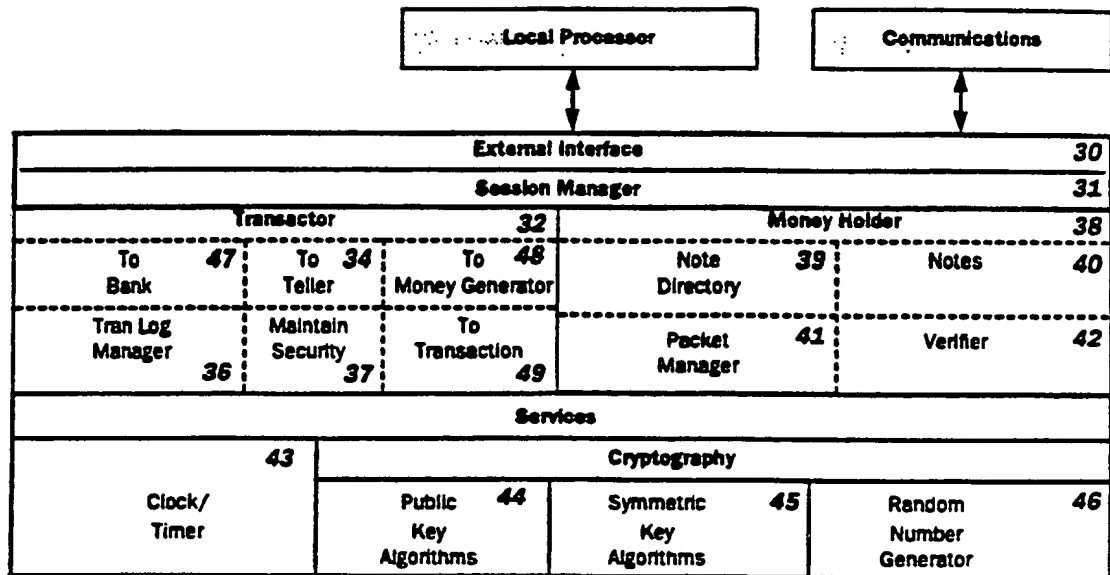 Local Processor
Communications
External Interface 30
Session Manager 31
Transactor 32
Money Holder 38
To 47
Bank
To 34
Teller
To 48
Money Generator
Note 39
Directory
Notes 40
Tran Log
Manager
36
Maintain
Security
37
To
Transaction
49
Packet 41
Manager
Verifier 42
Services
43
Clock/
Timer
Cryptography
Public 44
Key
Algorithms
Symmetric 45
Key
Algorithms
Random 46
Number
Generator